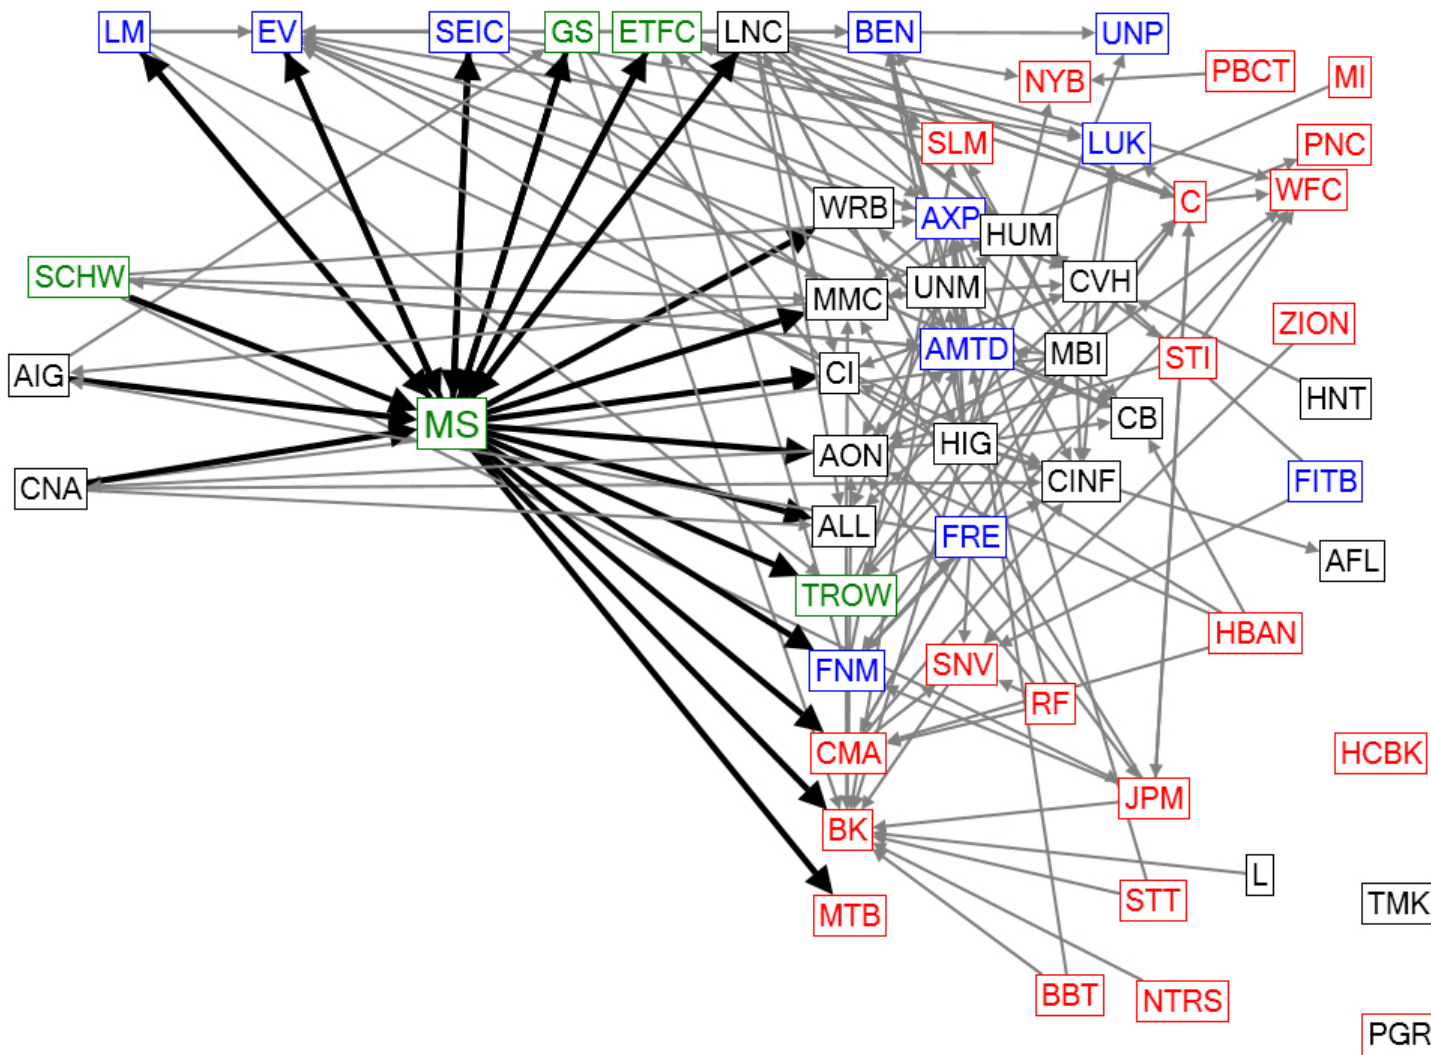 LM EV SEIC GS ETFC LNC BEN UNP
NYB PBCT MI
SLM LUK PNC
WRB AXP HUM C WFC
SCHW MMC UNM CVH
AIG CI AMTD MBI STI ZION
MS AON HIG CB HNT
CNA ALL FRE CINF FITB
TROW AFL
FNM SNV RF HBAN
CMA HCBK
BK JPM
MTB STT L TMK
BBT NTRS
PGR